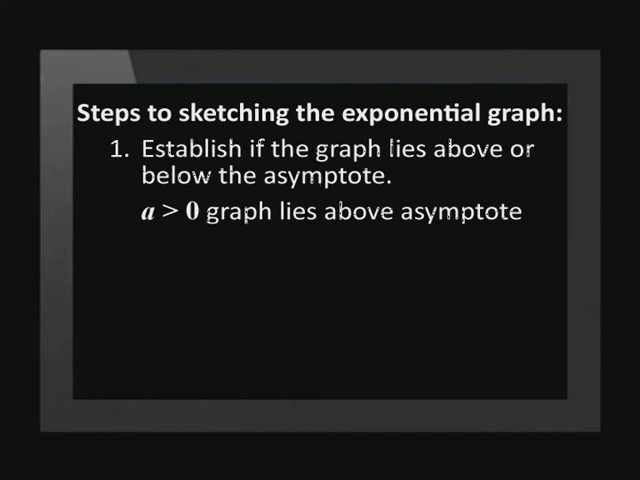 Steps to sketching the exponential graph:
1. Establish if the graph lies above or
below the asymptote.
a > 0 graph lies above asymptote